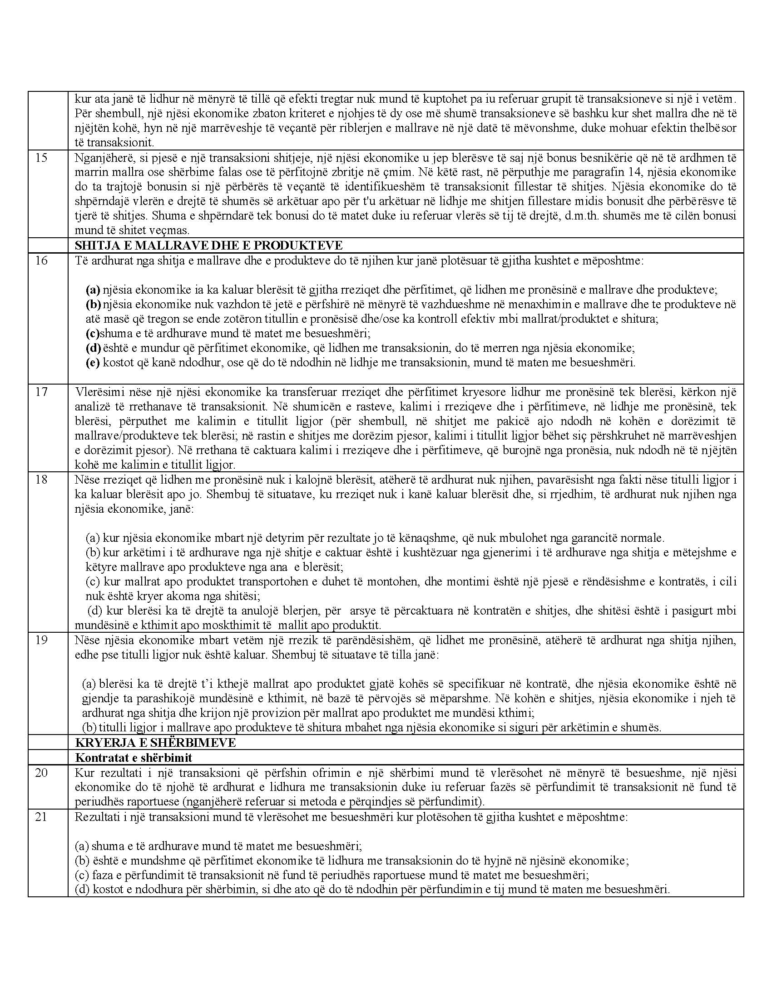 kur ata janë të lidhur në mënyrë të tillë që efekti tregtar nuk mund të kuptohet pa iu referuar grupit të transaksioneve si një i vetëm.
Për shembull, një njësi ekonomike zbaton kriteret e njohjes të dy ose më shumë transaksioneve së bashku kur shet mallra dhe në të
njëjtën kohë, hyn në një marrëveshje të veçantë për riblerjen e mallrave në një datë të mëvonshme, duke mohuar efektin thelbësor
të transaksionit.
15 Nganjëherë, si pjesë e një transaksioni shitjeje, një njësi ekonomike u jep blerësve të saj një bonus besnikërie që në të ardhmen të
marrin mallra ose shërbime falas ose të përfitojnë zbritje në çmim. Në këtë rast, në përputhje me paragrafin 14, njësia ekonomike
do ta trajtojë bonusin si një përbërës të veçantë të identifikueshëm të transaksionit fillestar të shitjes. Njësia ekonomike do të
shpërndajë vlerën e drejtë të shumës së arkëtuar apo për t'u arkëtuar në lidhje me shitjen fillestare midis bonusit dhe përbërësve të
tjerë të shitjes. Shuma e shpërndarë tek bonusi do të matet duke iu referuar vlerës së tij të drejtë, d.m.th. shumës me të cilën bonusi
mund të shitet veçmas.
SHITJA E MALLRAVE DHE E PRODUKTEVE
16 Të ardhurat nga shitja e mallrave dhe e produkteve do të njihen kur janë plotësuar të gjitha kushtet e mëposhtme:
(a) njësia ekonomike ia ka kaluar blerësit të gjitha rreziqet dhe përfitimet, që lidhen me pronësinë e mallrave dhe produkteve;
(b) njësia ekonomike nuk vazhdon të jetë e përfshirë në mënyrë të vazhdueshme në menaxhimin e mallrave dhe te produkteve në
atë masë që tregon se ende zotëron titullin e pronësisë dhe/ose ka kontroll efektiv mbi mallrat/produktet e shitura;
(c)shuma e të ardhurave mund të matet me besueshmëri;
(d) është e mundur që përfitimet ekonomike, që lidhen me transaksionin, do të merren nga njësia ekonomike;
(e) kostot që kanë ndodhur, ose që do të ndodhin në lidhje me transaksionin, mund të maten me besueshmëri.
17 Vlerësimi nëse një njësi ekonomike ka transferuar rreziqet dhe përfitimet kryesore lidhur me pronësinë tek blerësi, kërkon një
analizë të rrethanave të transaksionit. Në shumicën e rasteve, kalimi i rreziqeve dhe i përfitimeve, në lidhje me pronësinë, tek
blerësi, përputhet me kalimin e titullit ligjor (për shembull, në shitjet me pakicë ajo ndodh në kohën e dorëzimit të
mallrave/produkteve tek blerësi; në rastin e shitjes me dorëzim pjesor, kalimi i titullit ligjor bëhet siç përshkruhet në marrëveshjen
e dorëzimit pjesor). Në rrethana të caktuara kalimi i rreziqeve dhe i përfitimeve, që burojnë nga pronësia, nuk ndodh në të njëjtën
kohë me kalimin e titullit ligjor.
18 Nëse rreziqet që lidhen me pronësinë nuk i kalojnë blerësit, atëherë të ardhurat nuk njihen, pavarësisht nga fakti nëse titulli ligjor i
ka kaluar blerësit apo jo. Shembuj të situatave, ku rreziqet nuk i kanë kaluar blerësit dhe, si rrjedhim, të ardhurat nuk njihen nga
njësia ekonomike, janë:
(a) kur njësia ekonomike mbart një detyrim për rezultate jo të kënaqshme, që nuk mbulohet nga garancitë normale.
(b) kur arkëtimi i të ardhurave nga një shitje e caktuar është i kushtëzuar nga gjenerimi i të ardhurave nga shitja e mëtejshme e
këtyre mallrave apo produkteve nga ana e blerësit;
(c) kur mallrat apo produktet transportohen e duhet të montohen, dhe montimi është një pjesë e rëndësishme e kontratës, i cili
nuk është kryer akoma nga shitësi;
(d) kur blerësi ka të drejtë ta anulojë blerjen, për arsye të përcaktuara në kontratën e shitjes, dhe shitësi është i pasigurt mbi
mundësinë e kthimit apo moskthimit të mallit apo produktit.
19 Nëse njësia ekonomike mbart vetëm një rrezik të parëndësishëm, që lidhet me pronësinë, atëherë të ardhurat nga shitja njihen,
edhe pse titulli ligjor nuk është kaluar. Shembuj të situatave të tilla janë:
(a) blerësi ka të drejtë t’i kthejë mallrat apo produktet gjatë kohës së specifikuar në kontratë, dhe njësia ekonomike është në
gjendje ta parashikojë mundësinë e kthimit, në bazë të përvojës së mëparshme. Në kohën e shitjes, njësia ekonomike i njeh të
ardhurat nga shitja dhe krijon një provizion për mallrat apo produktet me mundësi kthimi;
(b) titulli ligjor i mallrave apo produkteve të shitura mbahet nga njësia ekonomike si siguri për arkëtimin e shumës.
KRYERJA E SHËRBIMEVE
Kontratat e shërbimit
20 Kur rezultati i një transaksioni që përfshin ofrimin e një shërbimi mund të vlerësohet në mënyrë të besueshme, një njësi
ekonomike do të njohë të ardhurat e lidhura me transaksionin duke iu referuar fazës së përfundimit të transaksionit në fund të
periudhës raportuese (nganjëherë referuar si metoda e përqindjes së përfundimit).
21 Rezultati i një transaksioni mund të vlerësohet me besueshmëri kur plotësohen të gjitha kushtet e mëposhtme:
(a) shuma e të ardhurave mund të matet me besueshmëri;
(b) është e mundshme që përfitimet ekonomike të lidhura me transaksionin do të hyjnë në njësinë ekonomike;
(c) faza e përfundimit të transaksionit në fund të periudhës raportuese mund të matet me besueshmëri;
(d) kostot e ndodhura për shërbimin, si dhe ato që do të ndodhin për përfundimin e tij mund të maten me besueshmëri.